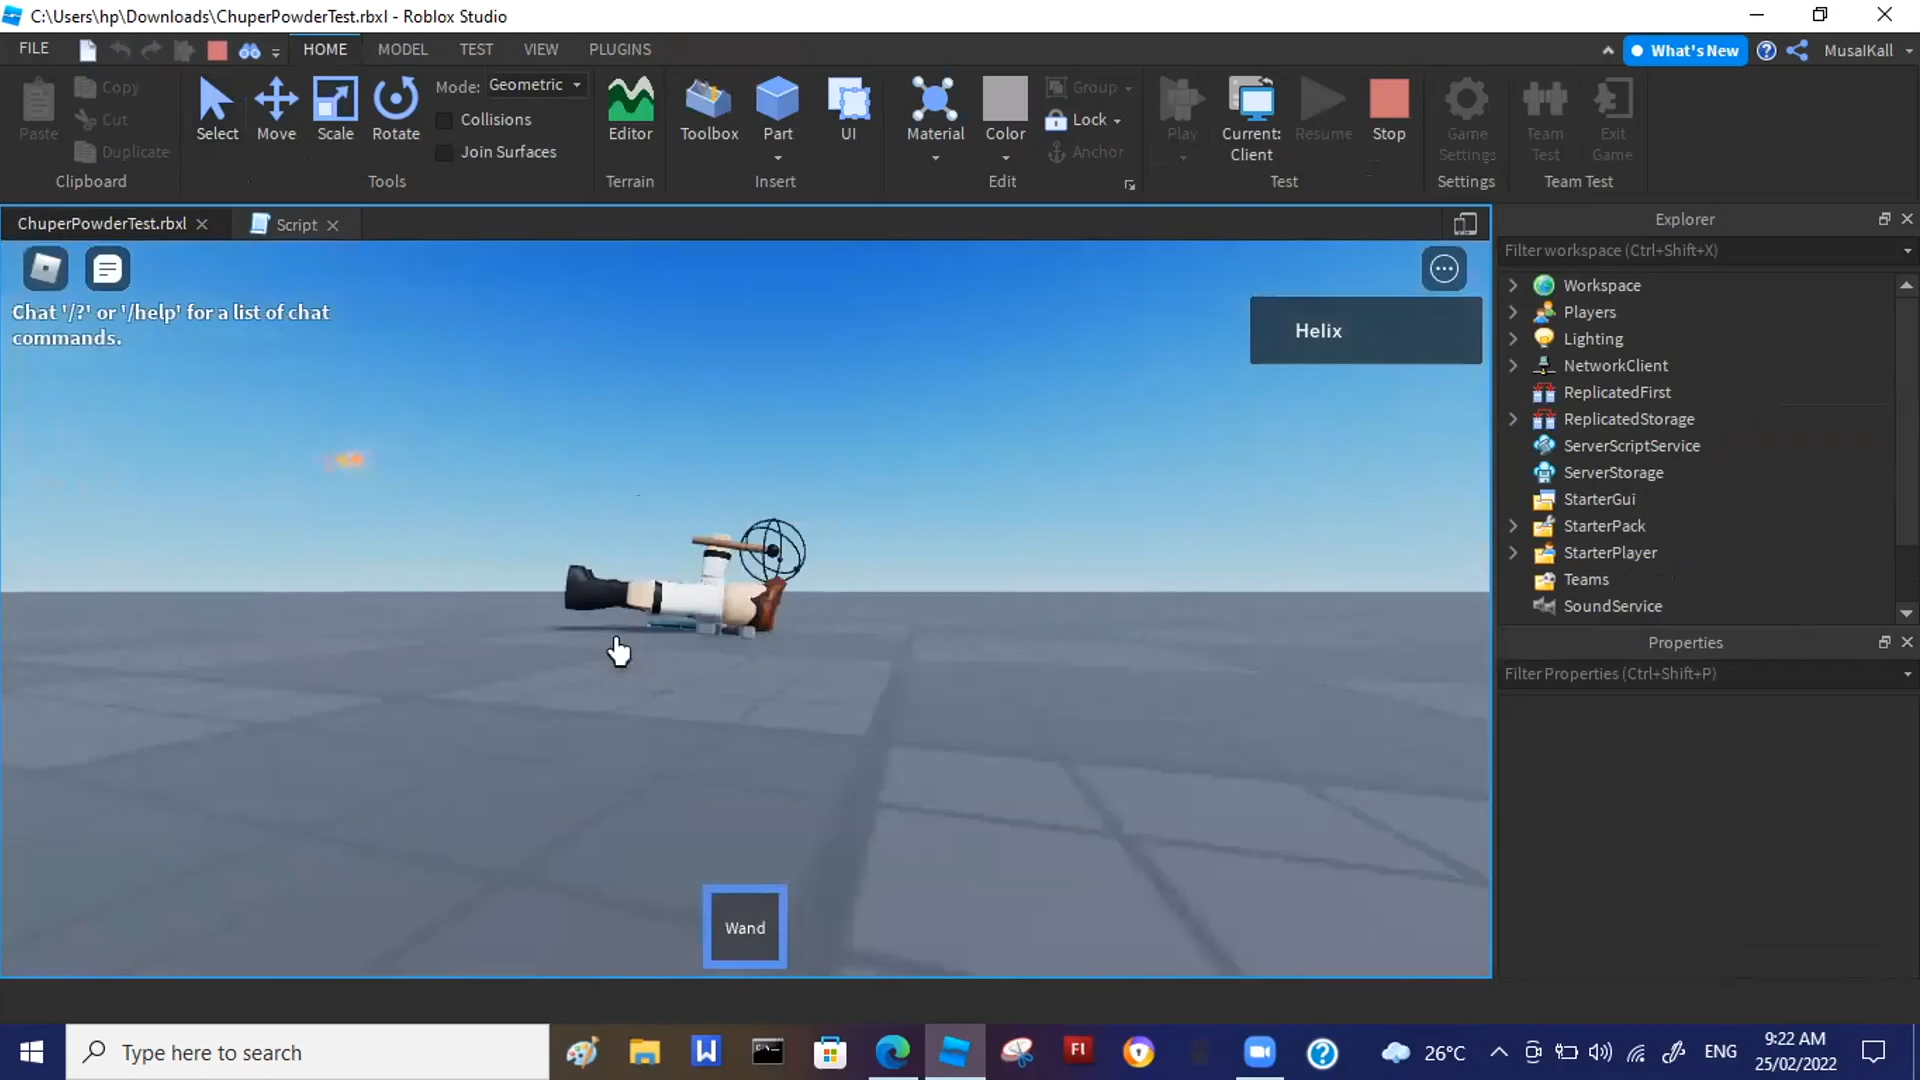 C:\Users\hp\Downloads\ChuperPowderTest.rbxl - Roblox Studio
FILE
HOME
MODEL
TEST
VIEW
PLUGINS
What's New
MusaIKall
Paste
Copy
Cut
Duplicate
Clipboard
Select
Move
Scale
Rotate
Mode: Geometric
Collisions
Join Surfaces
Tools
Editor
Terrain
Toolbox
Part
UI
Insert
Material
Color
Group
Lock
Anchor
Edit
Play
Current:
Client
Resume
Stop
Test
Game
Settings
Settings
Team
Test
Exit
Game
Team Test
ChuperPowderTest.rbxl
Script
Chat '/?' or '/help' for a list of chat
commands.
Helix
Wand
Explorer
Filter workspace (Ctrl+Shift+X)
Workspace
Players
Lighting
NetworkClient
ReplicatedFirst
ReplicatedStorage
ServerScriptService
ServerStorage
StarterGui
StarterPack
StarterPlayer
Teams
SoundService
Properties
Filter Properties (Ctrl+Shift+P)
Type here to search
W
Fl
26°C
ENG
9:22 AM
25/02/2022